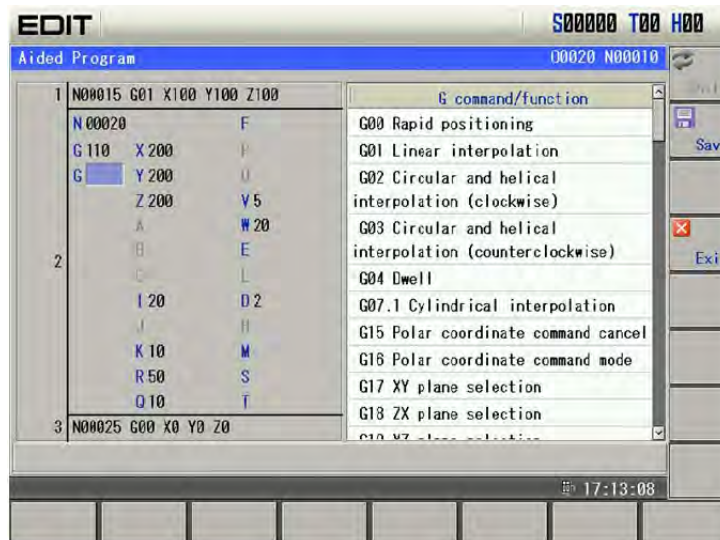 EDIT
S00000 T00 H00
Aided Program
O0020 N00010
1 N00015 G01 X100 Y100 Z100
N 00020 F
G 110 X 200 P
G Y 200 U
Z 200 V 5
A W 20
B E
C L
I 20 D 2
J H
K 10 M
R 50 S
Q 10 T
2
3 N00025 G00 X0 Y0 Z0
G command/function
G00 Rapid positioning
G01 Linear interpolation
G02 Circular and helical
interpolation (clockwise)
G03 Circular and helical
interpolation (counterclockwise)
G04 Dwell
G07.1 Cylindrical interpolation
G15 Polar coordinate command cancel
G16 Polar coordinate command mode
G17 XY plane selection
G18 ZX plane selection
G19 YZ plane selection
Sav
Exi
17:13:08